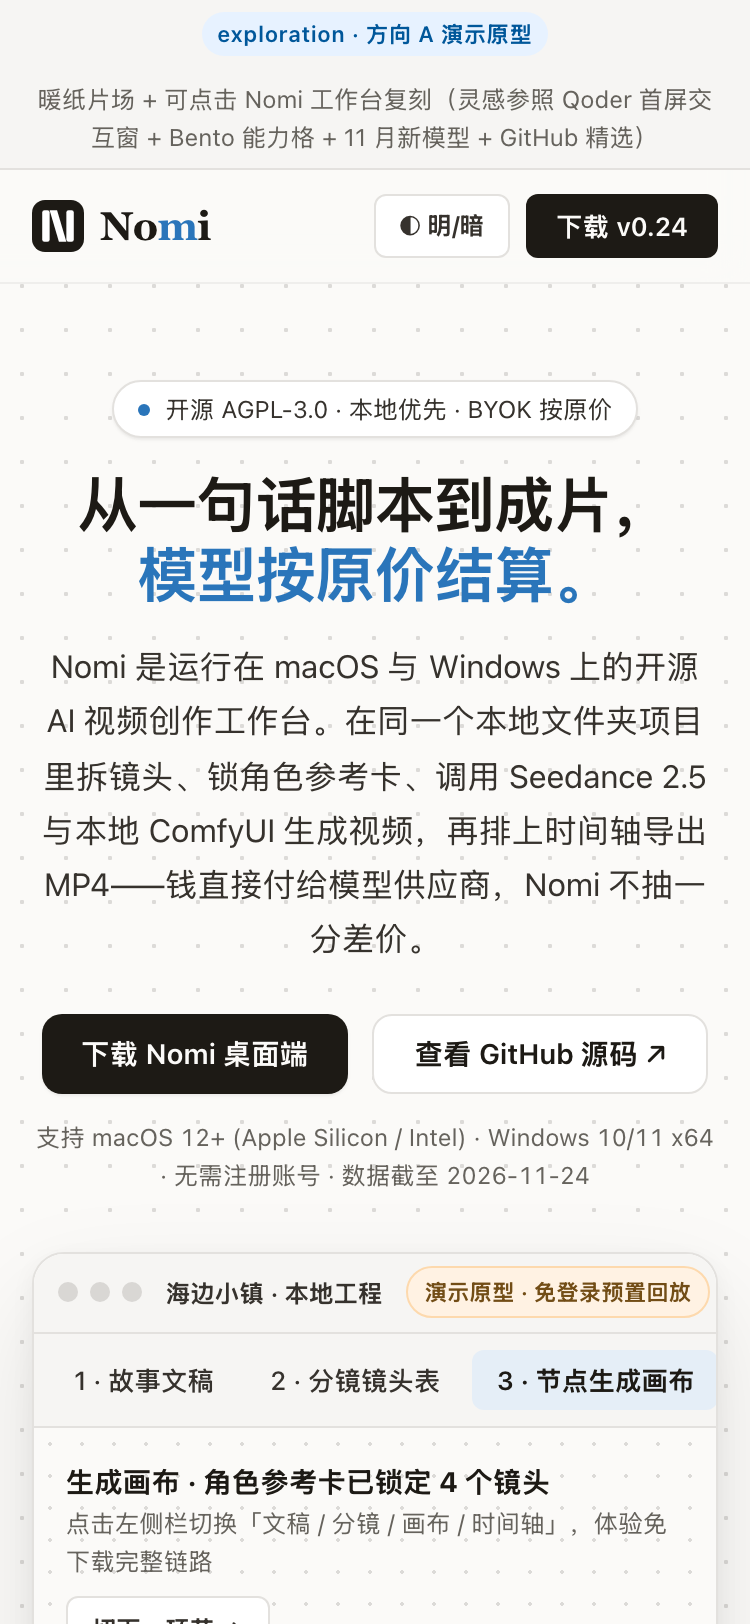 exploration · 方向 A 演示原型
暖纸片场 + 可点击 Nomi 工作台复刻（灵感参照 Qoder 首屏交
互窗 + Bento 能力格 + 11 月新模型 + GitHub 精选）
Nomi
明/暗
下载 v0.24
开源 AGPL-3.0 · 本地优先 · BYOK 按原价
从一句话脚本到成片，
模型按原价结算。
Nomi 是运行在 macOS 与 Windows 上的开源
AI 视频创作工作台。在同一个本地文件夹项目
里拆镜头、锁角色参考卡、调用 Seedance 2.5
与本地 ComfyUI 生成视频，再排上时间轴导出
MP4——钱直接付给模型供应商，Nomi 不抽一
分差价。
下载 Nomi 桌面端
查看 GitHub 源码 ↗
支持 macOS 12+ (Apple Silicon / Intel) · Windows 10/11 x64
· 无需注册账号 · 数据截至 2026-11-24
海边小镇 · 本地工程
演示原型 · 免登录预置回放
1 · 故事文稿
2 · 分镜镜头表
3 · 节点生成画布
生成画布 · 角色参考卡已锁定 4 个镜头
点击左侧栏切换「文稿 / 分镜 / 画布 / 时间轴」，体验免
下载完整链路